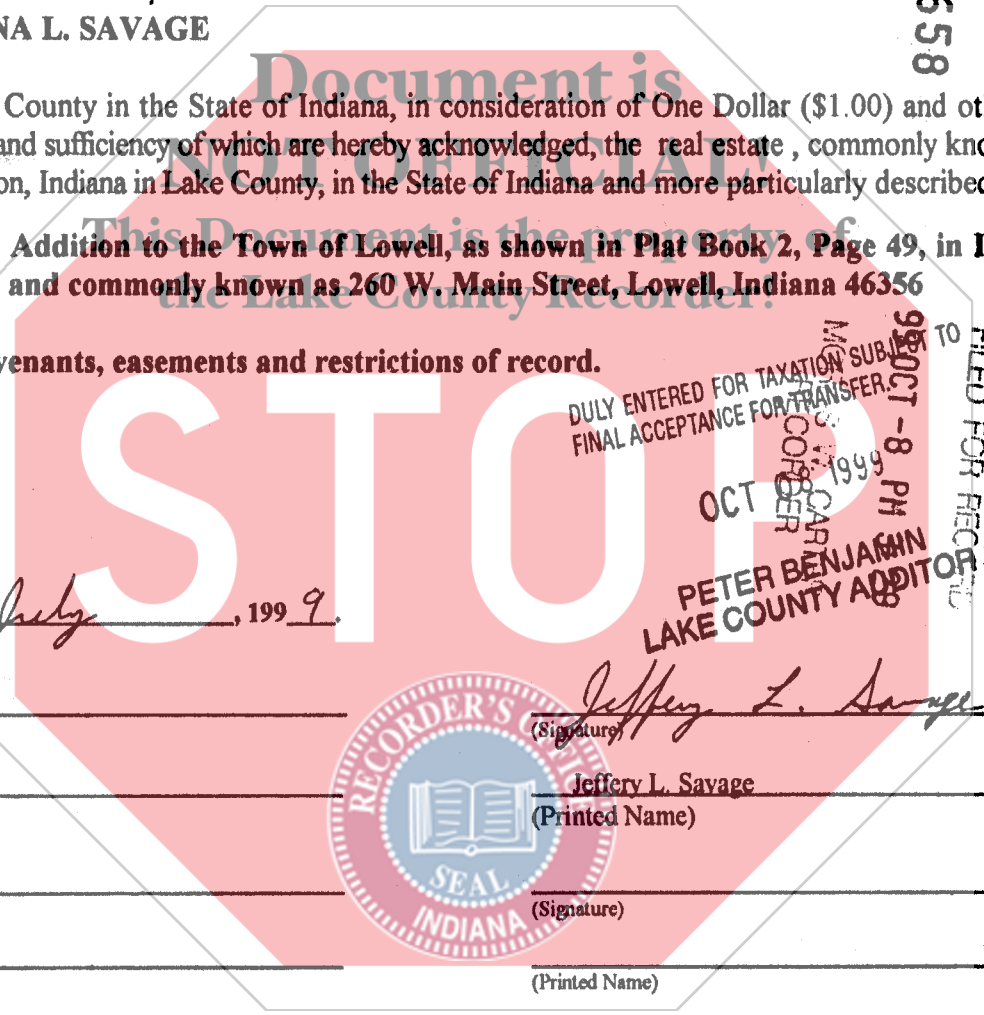 NA L. SAVAGE
658
Document is
NOT OFFICIAL!
This Document is the property of
the Lake County Recorder!
County in the State of Indiana, in consideration of One Dollar ($1.00) and ot
and sufficiency of which are hereby acknowledged, the real estate , commonly kno
on, Indiana in Lake County, in the State of Indiana and more particularly described
Addition to the Town of Lowell, as shown in Plat Book 2, Page 49, in
and commonly known as 260 W. Main Street, Lowell, Indiana 46356
venants, easements and restrictions of record.
STOP
DULY ENTERED FOR TAXATION SUBJECT TO
FINAL ACCEPTANCE FOR TRANSFER.
OCT 1999
PETER BENJAMIN
LAKE COUNTY AUDITOR
99 OCT -8 PM
RECORDER
FILED FOR RECORD
July, 199 9.
Jeffery L. Savage
(Signature)
Jeffery L. Savage
(Printed Name)
(Signature)
(Printed Name)
RECORDER'S OFFICE
SEAL
INDIANA